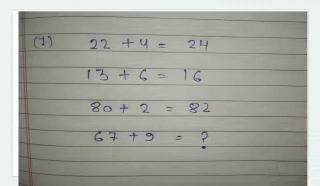 (7) 22 + 4 = 24
13 + 6 = 16
80 + 2 = 82
67 + 9 = ?